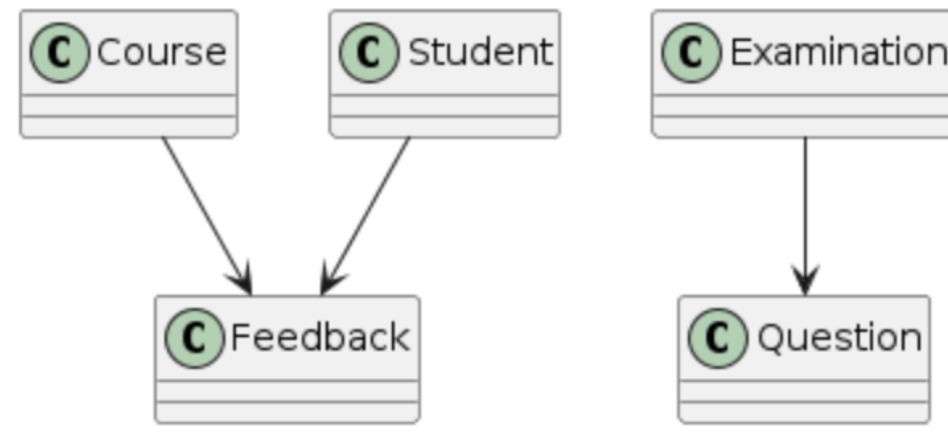 C Course
C Student
C Examination
C Feedback
C Question